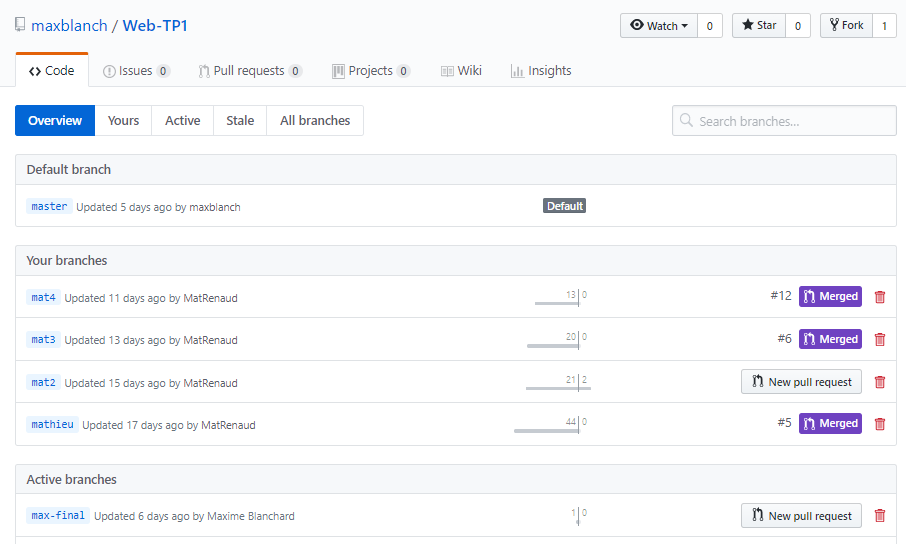 maxblanch / Web-TP1 Watch 0 Star 0 Fork 1
Code Issues 0 Pull requests 0 Projects 0 Wiki Insights
Overview Yours Active Stale All branches Search branches...
Default branch
master Updated 5 days ago by maxblanch Default
Your branches
mat4 Updated 11 days ago by MatRenaud 13 0 #12 Merged
mat3 Updated 13 days ago by MatRenaud 20 0 #6 Merged
mat2 Updated 15 days ago by MatRenaud 21 2 New pull request
mathieu Updated 17 days ago by MatRenaud 44 0 #5 Merged
Active branches
max-final Updated 6 days ago by Maxime Blanchard 1 0 New pull request